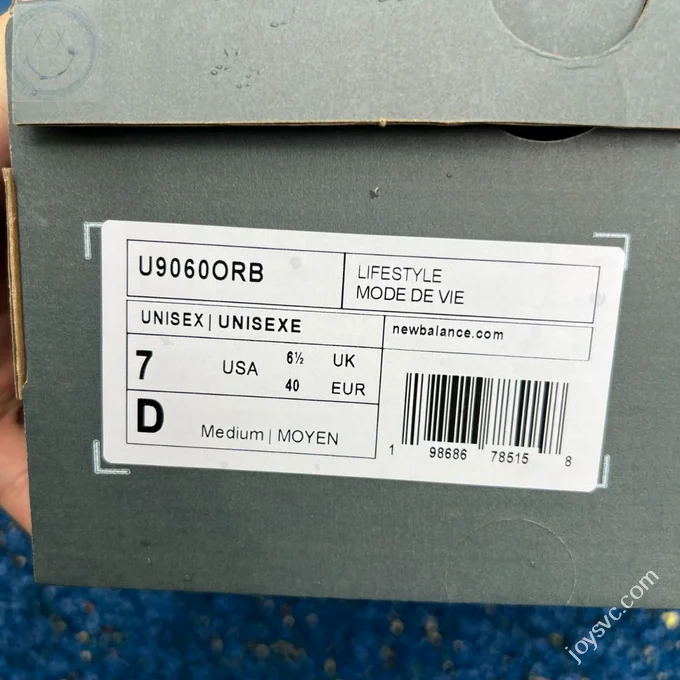 U9060ORB
LIFESTYLE
MODE DE VIE
UNISEX | UNISEXE
newbalance.com
7 USA 6½ UK
40 EUR
D Medium | MOYEN
1 98686 78515 8
joysvc.com